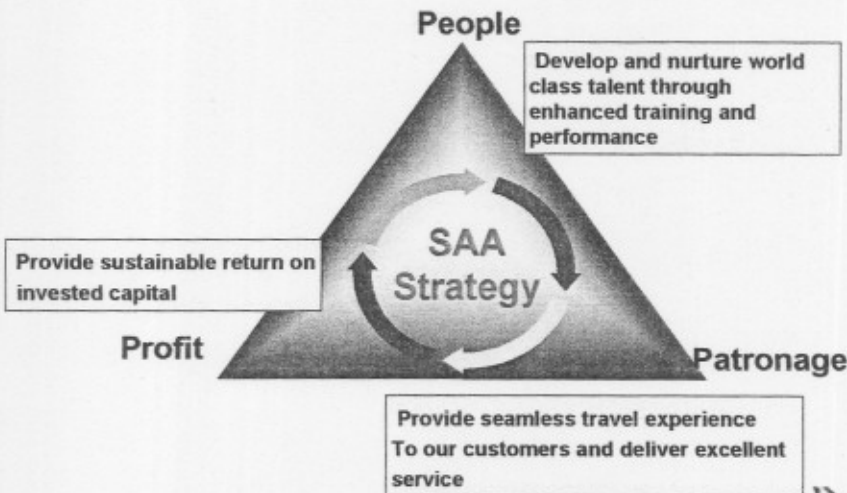 People
Develop and nurture world
class talent through
enhanced training and
performance
SAA
Strategy
Provide sustainable return on
invested capital
Profit
Patronage
Provide seamless travel experience
To our customers and deliver excellent
service